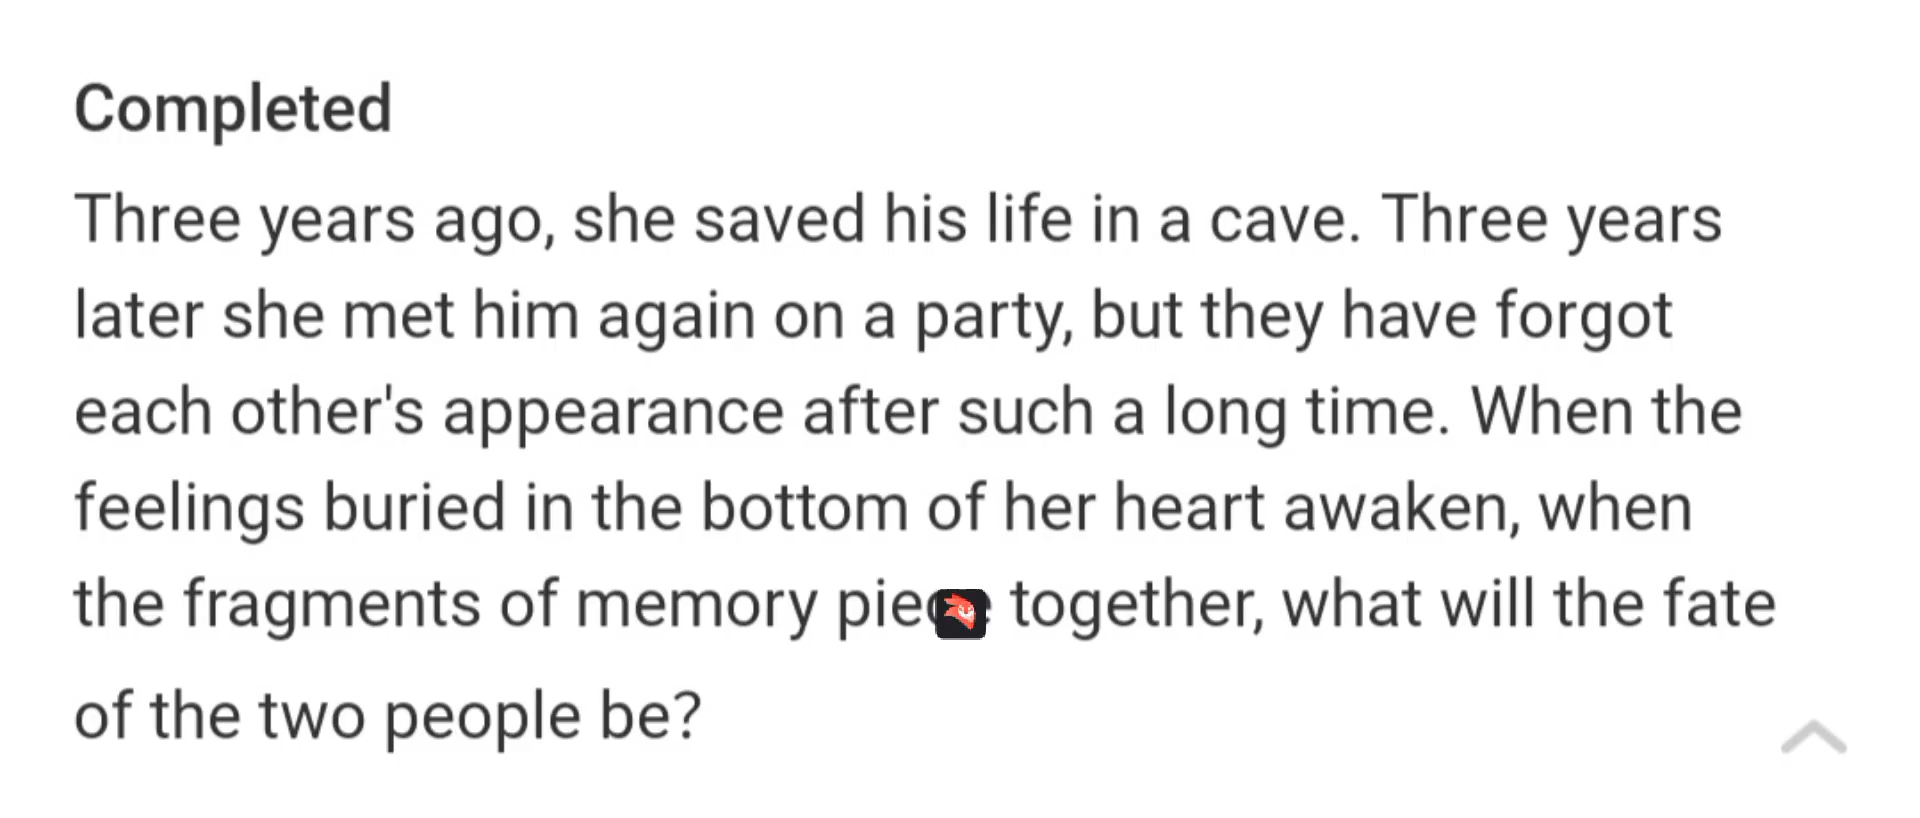 Completed
Three years ago, she saved his life in a cave. Three years
later she met him again on a party, but they have forgot
each other's appearance after such a long time. When the
feelings buried in the bottom of her heart awaken, when
the fragments of memory piece together, what will the fate
of the two people be?